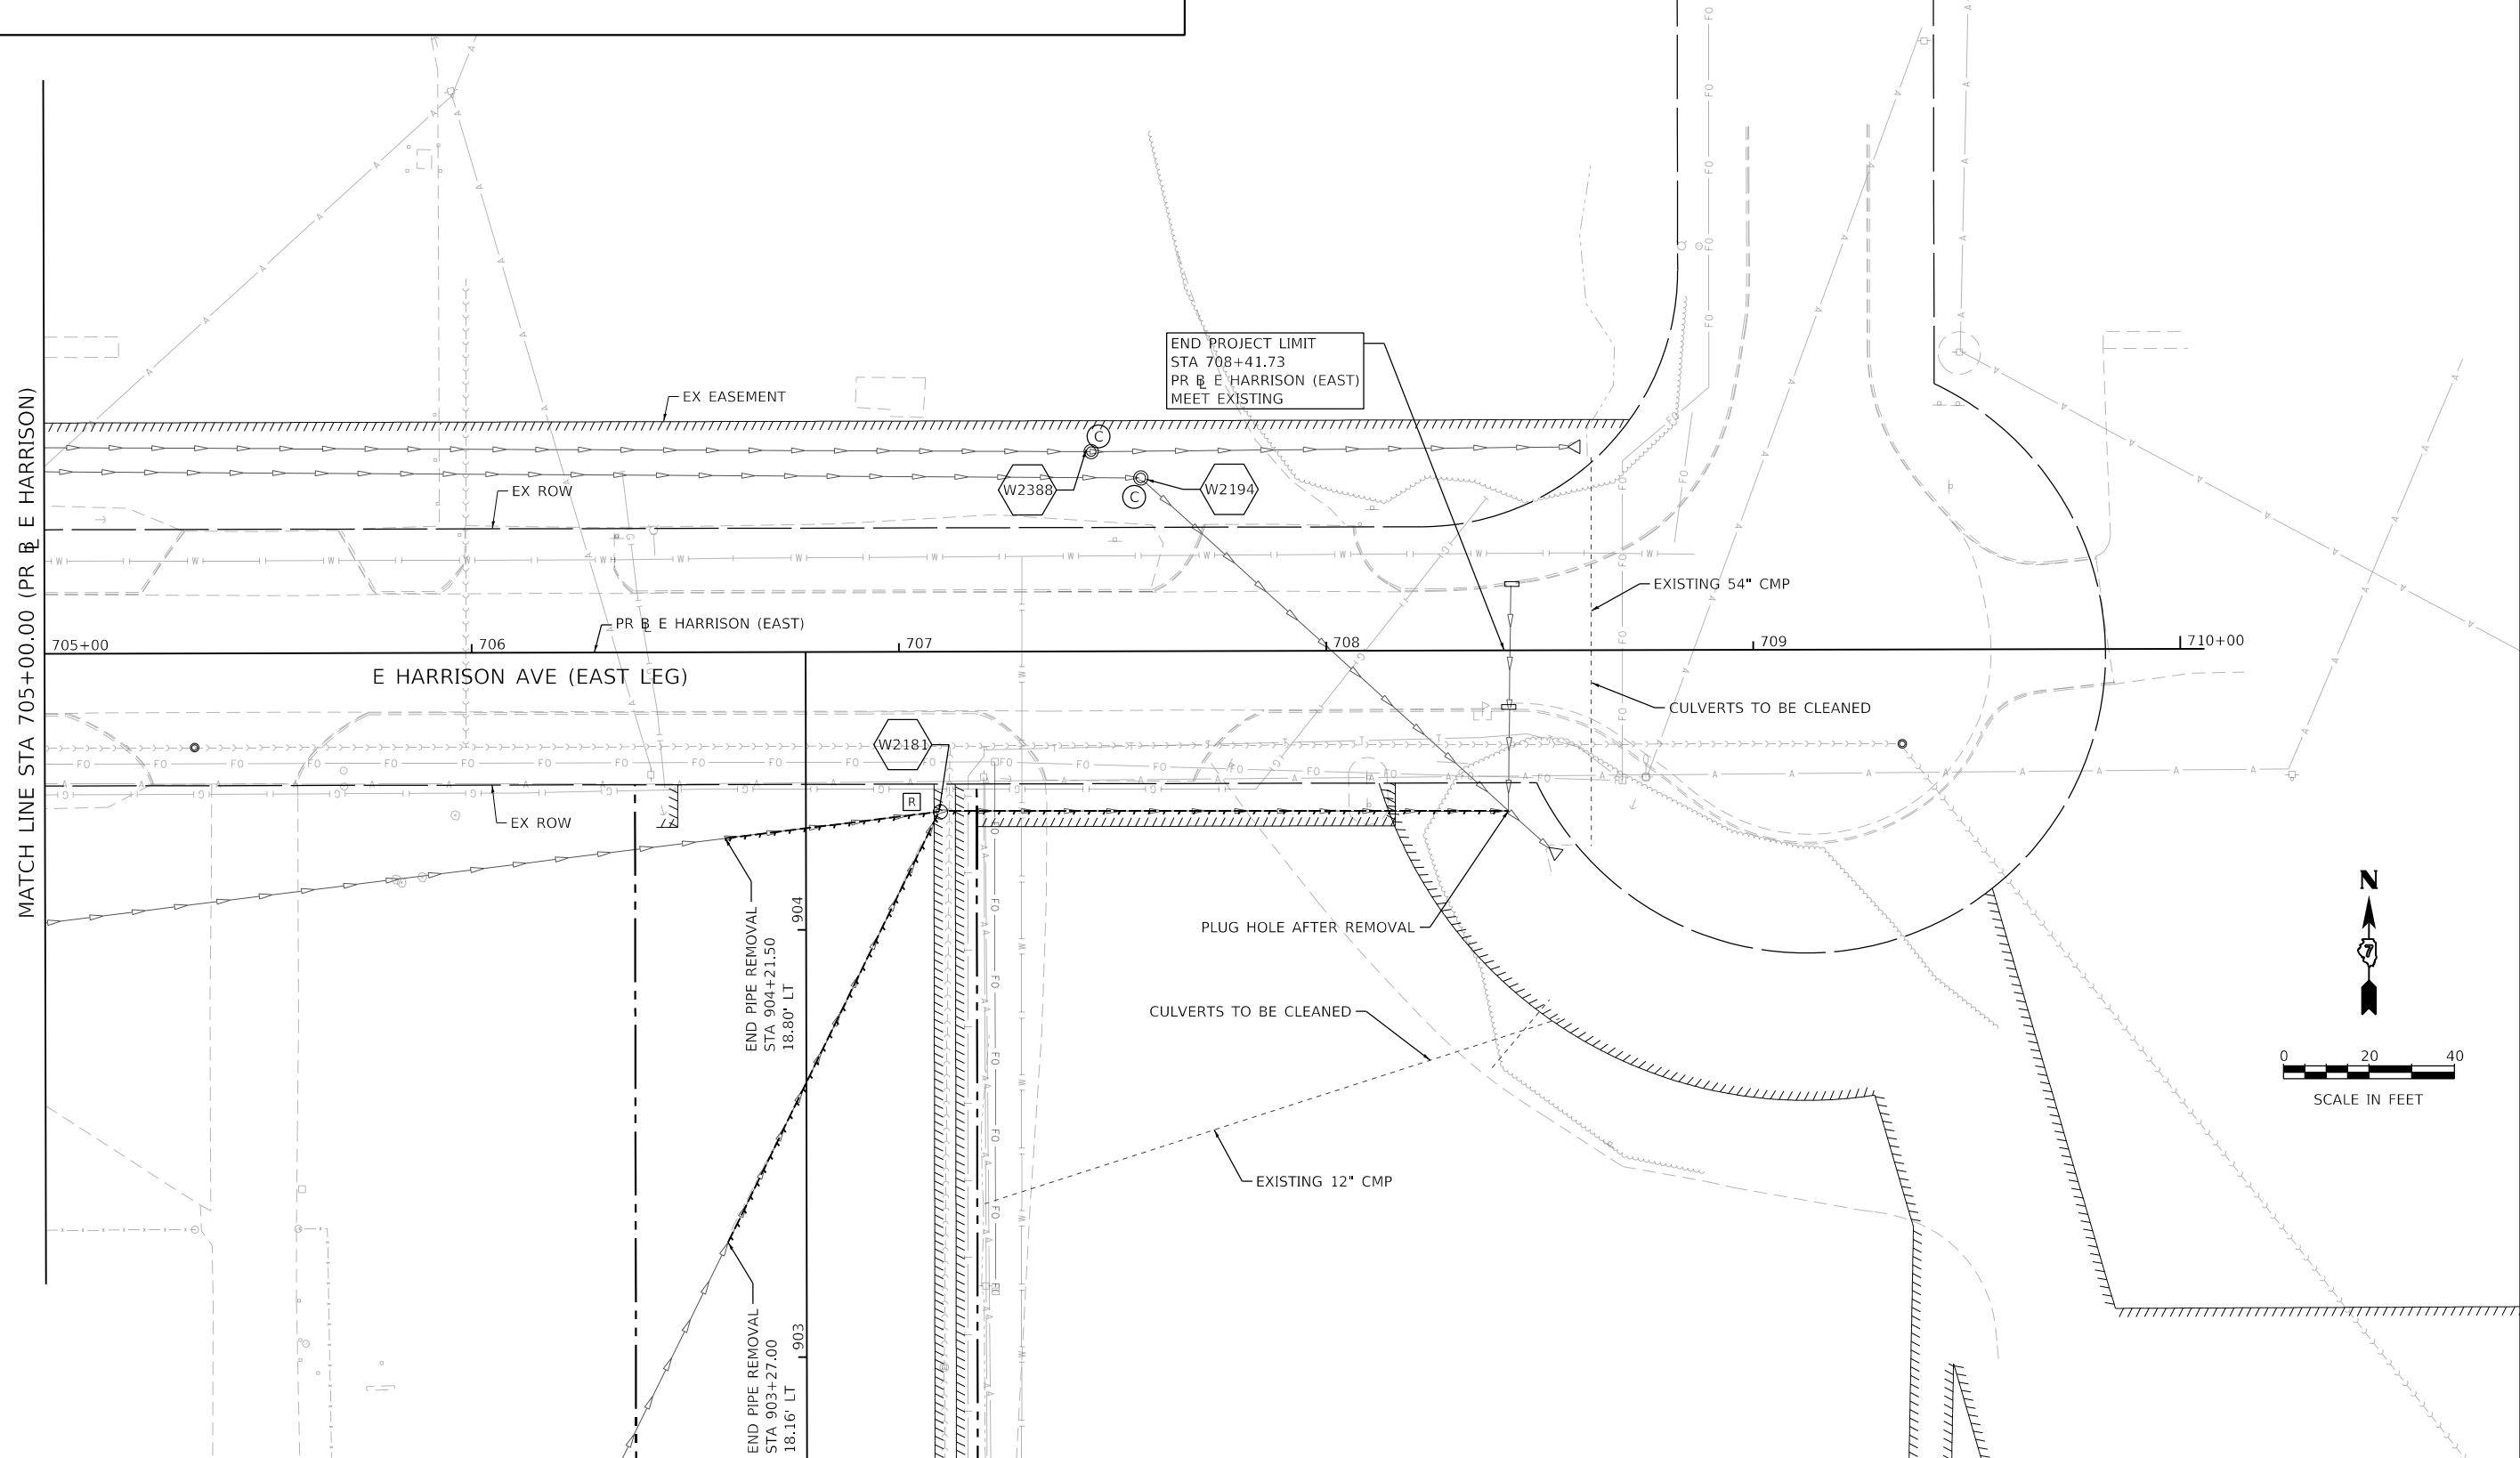 END PROJECT LIMIT
STA 708+41.73
PR BL E HARRISON (EAST)
MEET EXISTING
EX EASEMENT
C
W2388
C
W2194
EX ROW
EXISTING 54" CMP
PR BL E HARRISON (EAST)
705+00
706
707
708
709
710+00
E HARRISON AVE (EAST LEG)
CULVERTS TO BE CLEANED
W2181
R
EX ROW
MATCH LINE STA 705+00.00 (PR BL E HARRISON)
END PIPE REMOVAL
STA 904+21.50
18.80' LT
904
PLUG HOLE AFTER REMOVAL
CULVERTS TO BE CLEANED
EXISTING 12" CMP
END PIPE REMOVAL
STA 903+27.00
18.16' LT
903
N
7
0 20 40
SCALE IN FEET